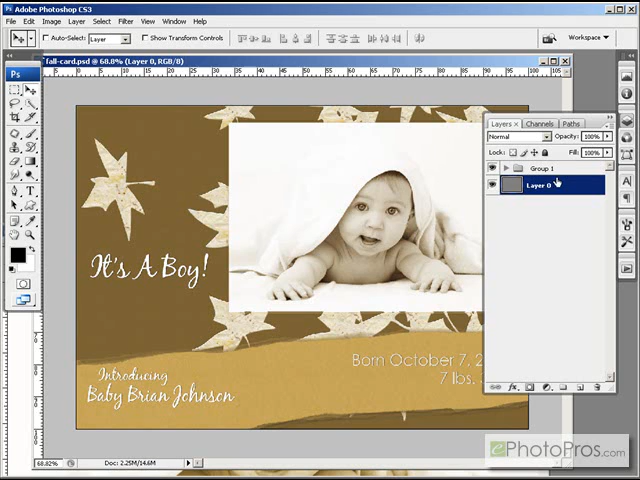 Adobe Photoshop CS3
File Edit Image Layer Select Filter View Window Help
Auto-Select: Layer Show Transform Controls Workspace
fall-card.psd @ 68.8% (Layer 0, RGB/8)
Ps
Layers Channels Paths
Normal Opacity: 100%
Lock: Fill: 100%
Group 1
Layer 0
It's A Boy!
Born October 7, 2
7 lbs.
Introducing
Baby Brian Johnson
68.82% Doc: 2.25M/14.6M
ePhotoPros.com